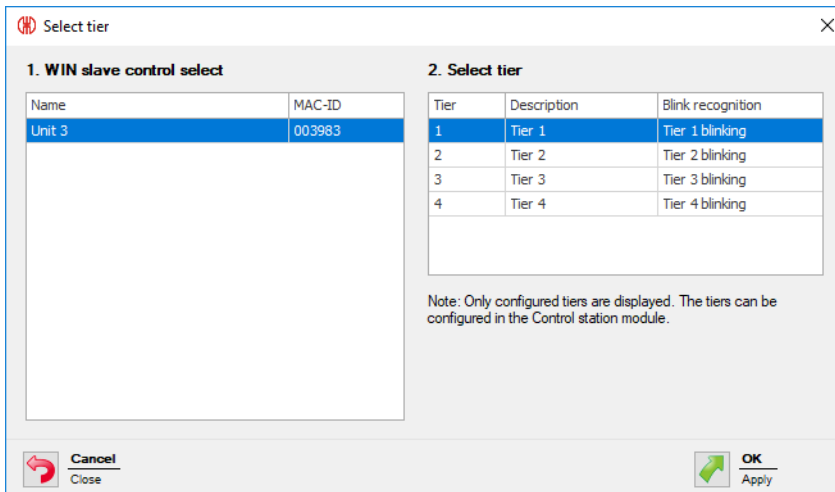 Select tier
1. WIN slave control select
Name MAC-ID
Unit 3 003983
2. Select tier
Tier Description Blink recognition
1 Tier 1 Tier 1 blinking
2 Tier 2 Tier 2 blinking
3 Tier 3 Tier 3 blinking
4 Tier 4 Tier 4 blinking
Note: Only configured tiers are displayed. The tiers can be
configured in the Control station module.
Cancel
Close
OK
Apply